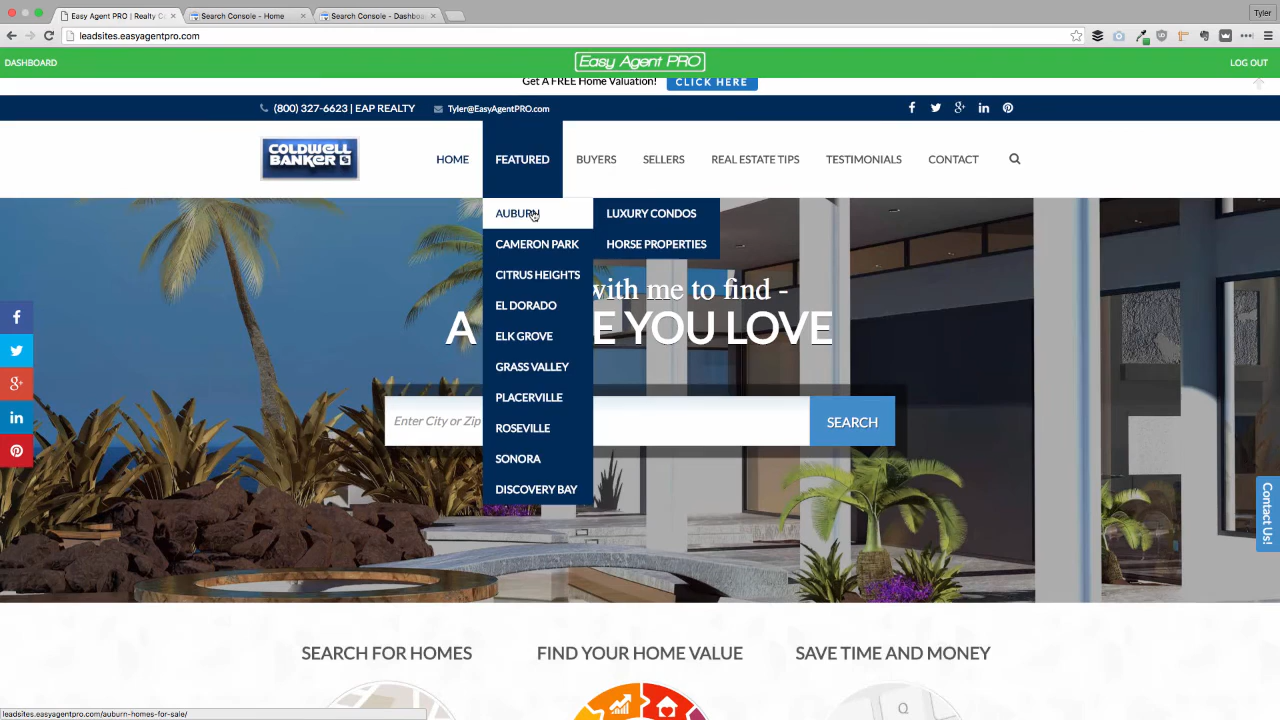 Easy Agent PRO | Realty Co
Search Console - Home
Search Console - Dashboa
Tyler
leadsites.easyagentpro.com
DASHBOARD
Easy Agent PRO
LOG OUT
Get A FREE Home Valuation!
CLICK HERE
(800) 327-6623 | EAP REALTY
Tyler@EasyAgentPRO.com
COLDWELL
BANKER
HOME
FEATURED
BUYERS
SELLERS
REAL ESTATE TIPS
TESTIMONIALS
CONTACT
AUBURN
LUXURY CONDOS
CAMERON PARK
HORSE PROPERTIES
CITRUS HEIGHTS
EL DORADO
ELK GROVE
GRASS VALLEY
PLACERVILLE
ROSEVILLE
SONORA
DISCOVERY BAY
with me to find -
A
E YOU LOVE
Enter City or Zip
SEARCH
Contact Us!
SEARCH FOR HOMES
FIND YOUR HOME VALUE
SAVE TIME AND MONEY
leadsites.easyagentpro.com/auburn-homes-for-sale/